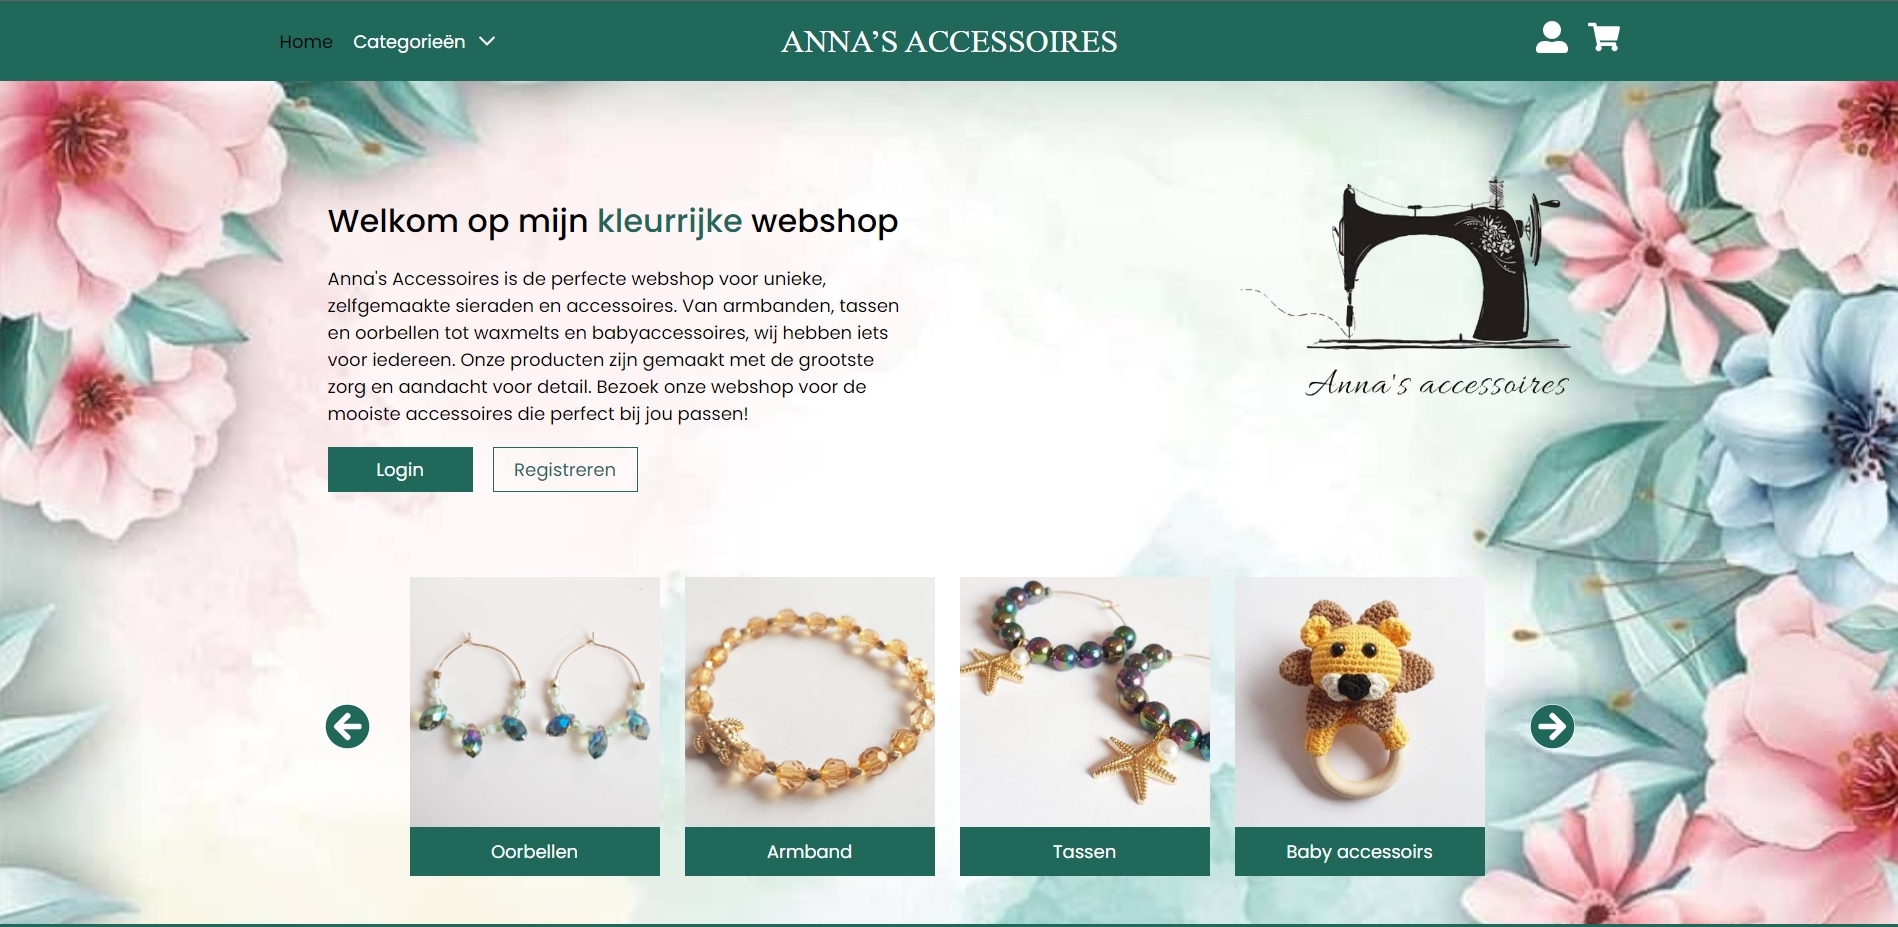 Home
Categorieën
ANNA’S ACCESSOIRES
Welkom op mijn kleurrijke webshop
Anna's Accessoires is de perfecte webshop voor unieke,
zelfgemaakte sieraden en accessoires. Van armbanden, tassen
en oorbellen tot waxmelts en babyaccessoires, wij hebben iets
voor iedereen. Onze producten zijn gemaakt met de grootste
zorg en aandacht voor detail. Bezoek onze webshop voor de
mooiste accessoires die perfect bij jou passen!
Login
Registreren
Anna's accessoires
Oorbellen
Armband
Tassen
Baby accessoirs